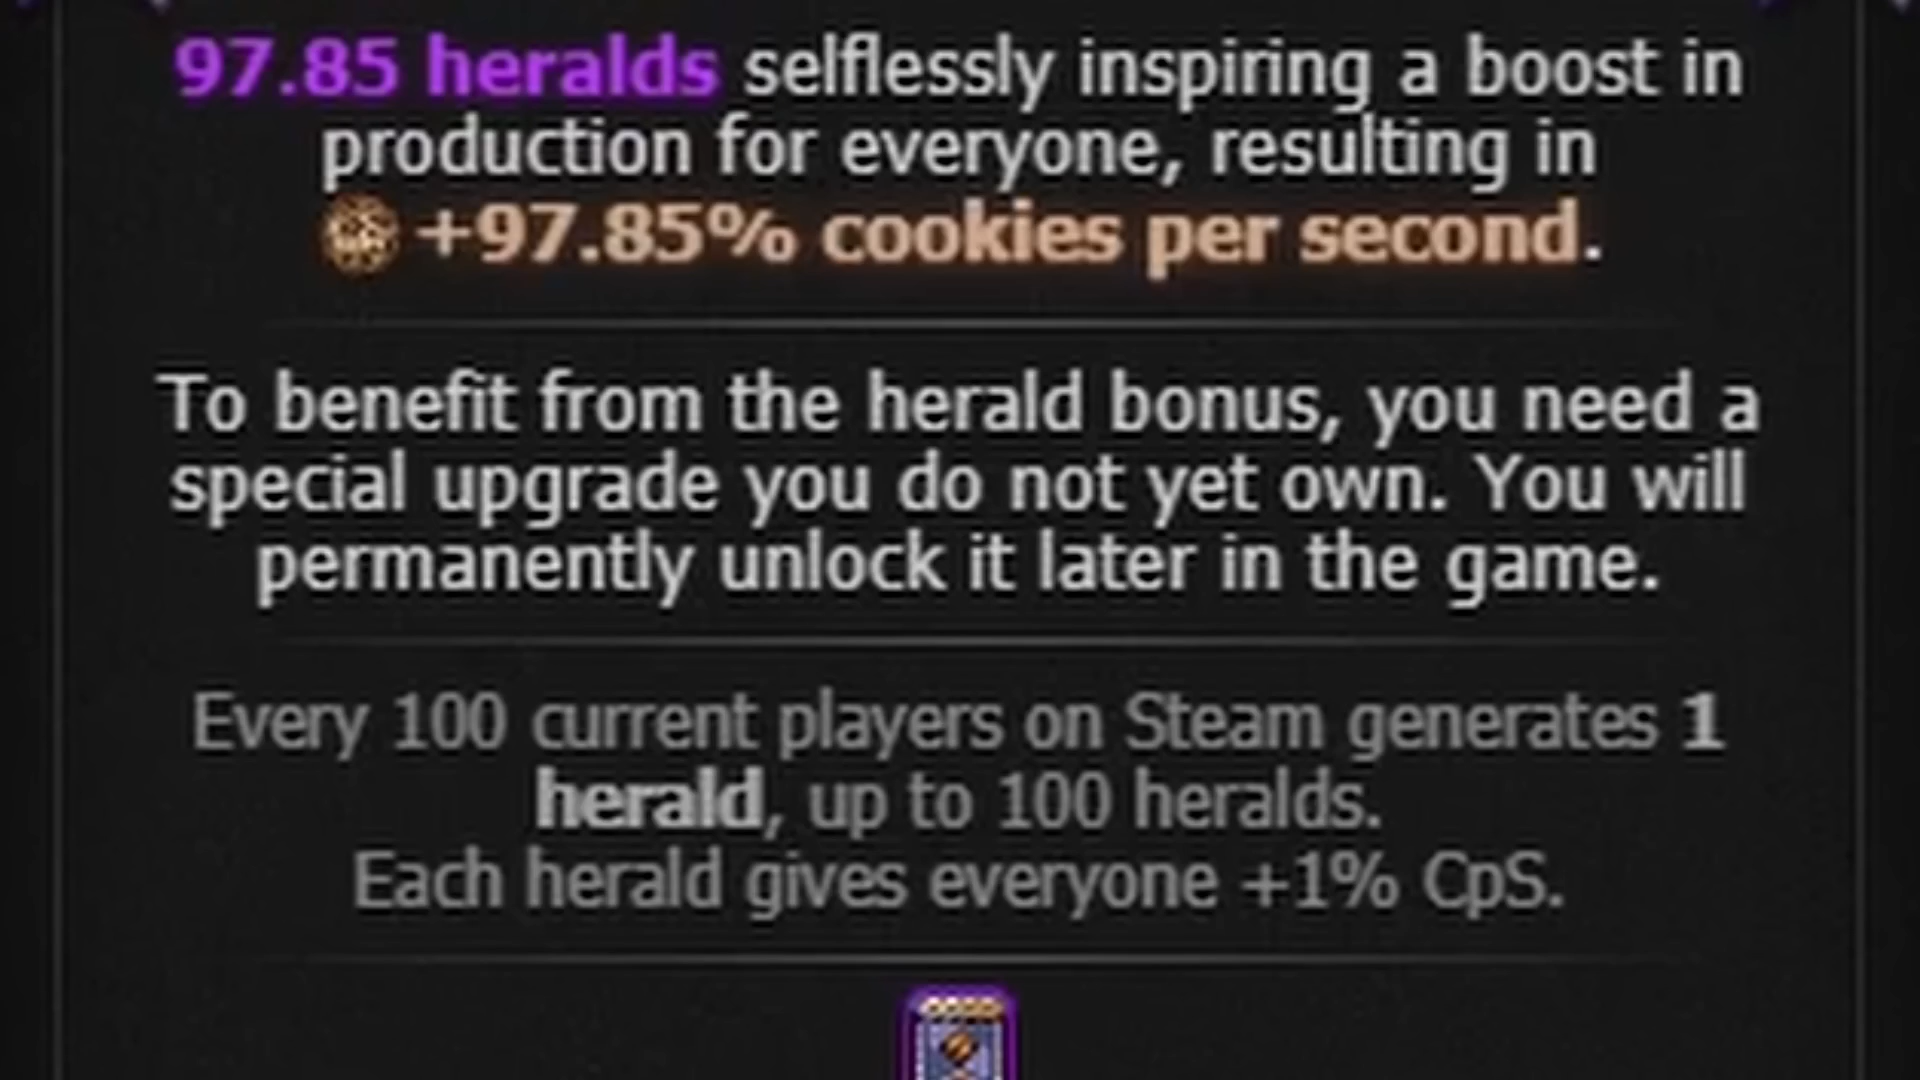 97.85 heralds selflessly inspiring a boost in
production for everyone, resulting in
+97.85% cookies per second.
To benefit from the herald bonus, you need a
special upgrade you do not yet own. You will
permanently unlock it later in the game.
Every 100 current players on Steam generates 1
herald, up to 100 heralds.
Each herald gives everyone +1% CpS.